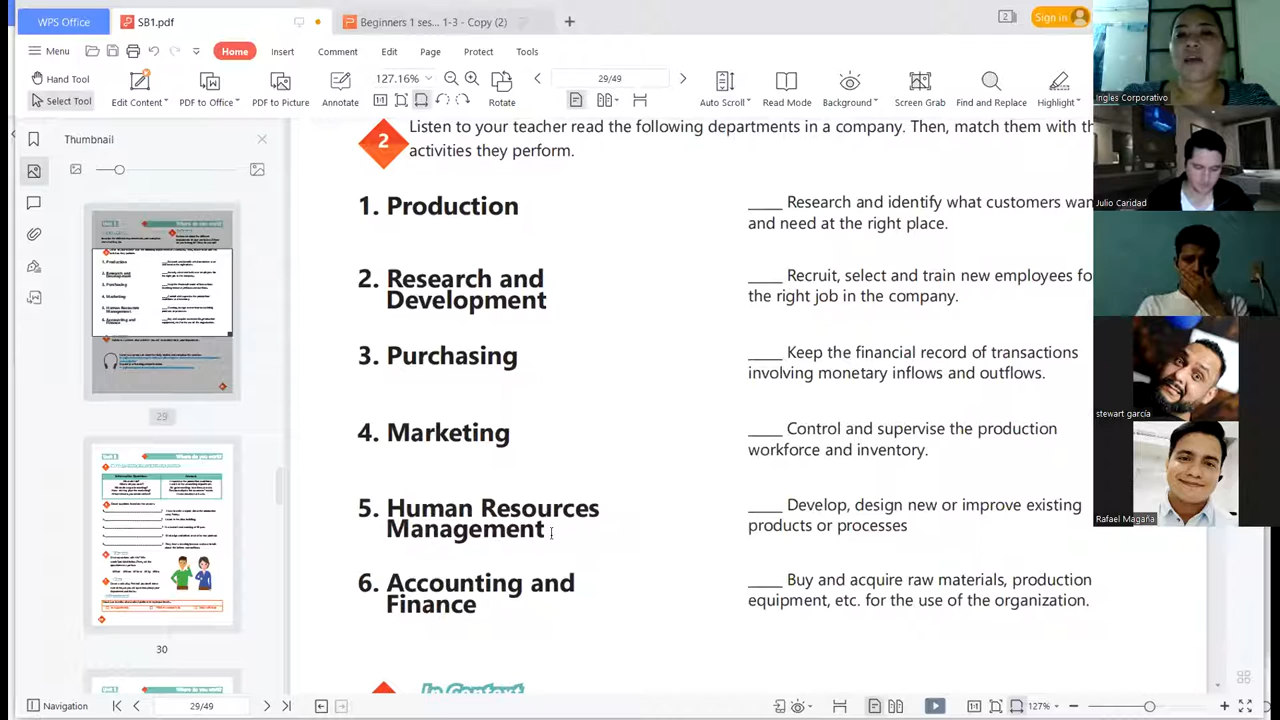 WPS Office
SB1.pdf
Beginners 1 ses... 1-3 - Copy (2)
2
Sign in
Menu
Home
Insert
Comment
Edit
Page
Protect
Tools
Hand Tool
Select Tool
Edit Content
PDF to Office
PDF to Picture
Annotate
127.16%
Rotate
29/49
Auto Scroll
Read Mode
Background
Screen Grab
Find and Replace
Highlight
Thumbnail
29
30
2
Listen to your teacher read the following departments in a company. Then, match them with th
activities they perform.
1. Production
2. Research and
Development
3. Purchasing
4. Marketing
5. Human Resources
Management
6. Accounting and
Finance
____ Research and identify what customers wan
and need at the right place.
____ Recruit, select and train new employees fo
the right job in the company.
____ Keep the financial record of transactions
involving monetary inflows and outflows.
____ Control and supervise the production
workforce and inventory.
____ Develop, design new or improve existing
products or processes
____ Buy and acquire raw materials, production
equipment, etc. for the use of the organization.
In Context
Ingles Corporativo
Julio Caridad
stewart garcía
Rafael Magaña
Navigation
29/49
127%